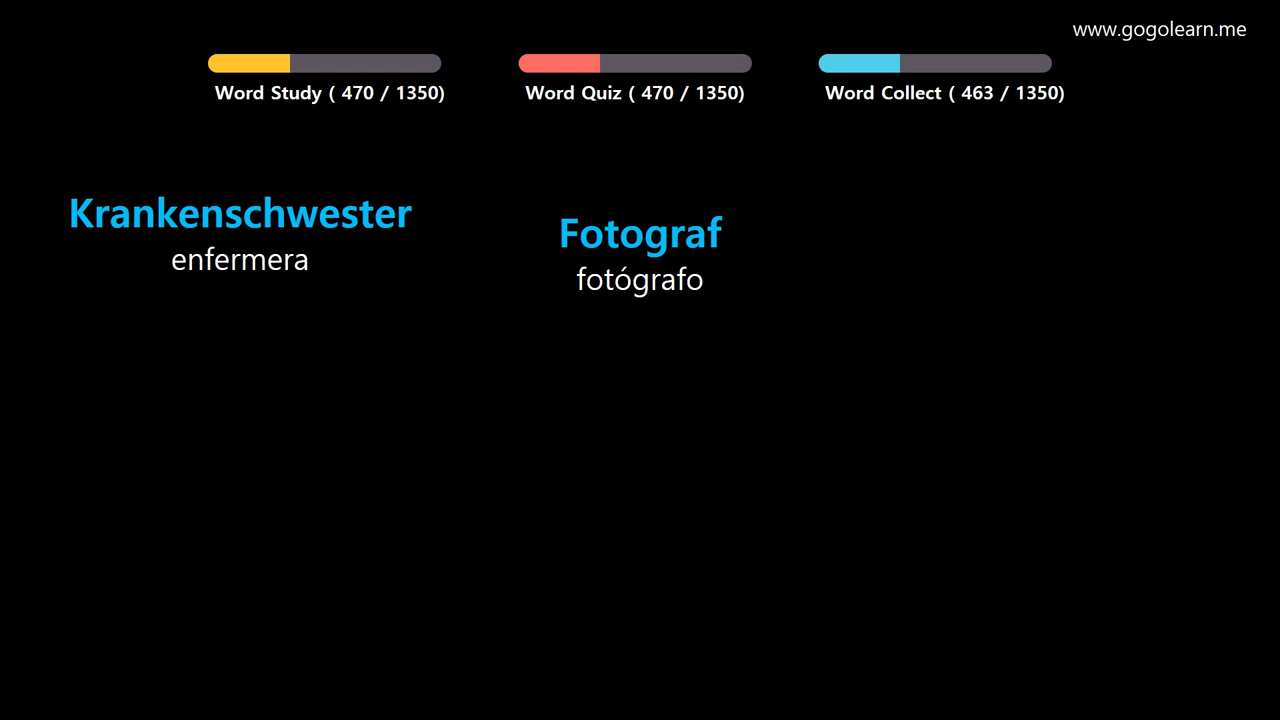 www.gogolearn.me
Word Study ( 470 / 1350)
Word Quiz ( 470 / 1350)
Word Collect ( 463 / 1350)
Krankenschwester
enfermera
Fotograf
fotógrafo